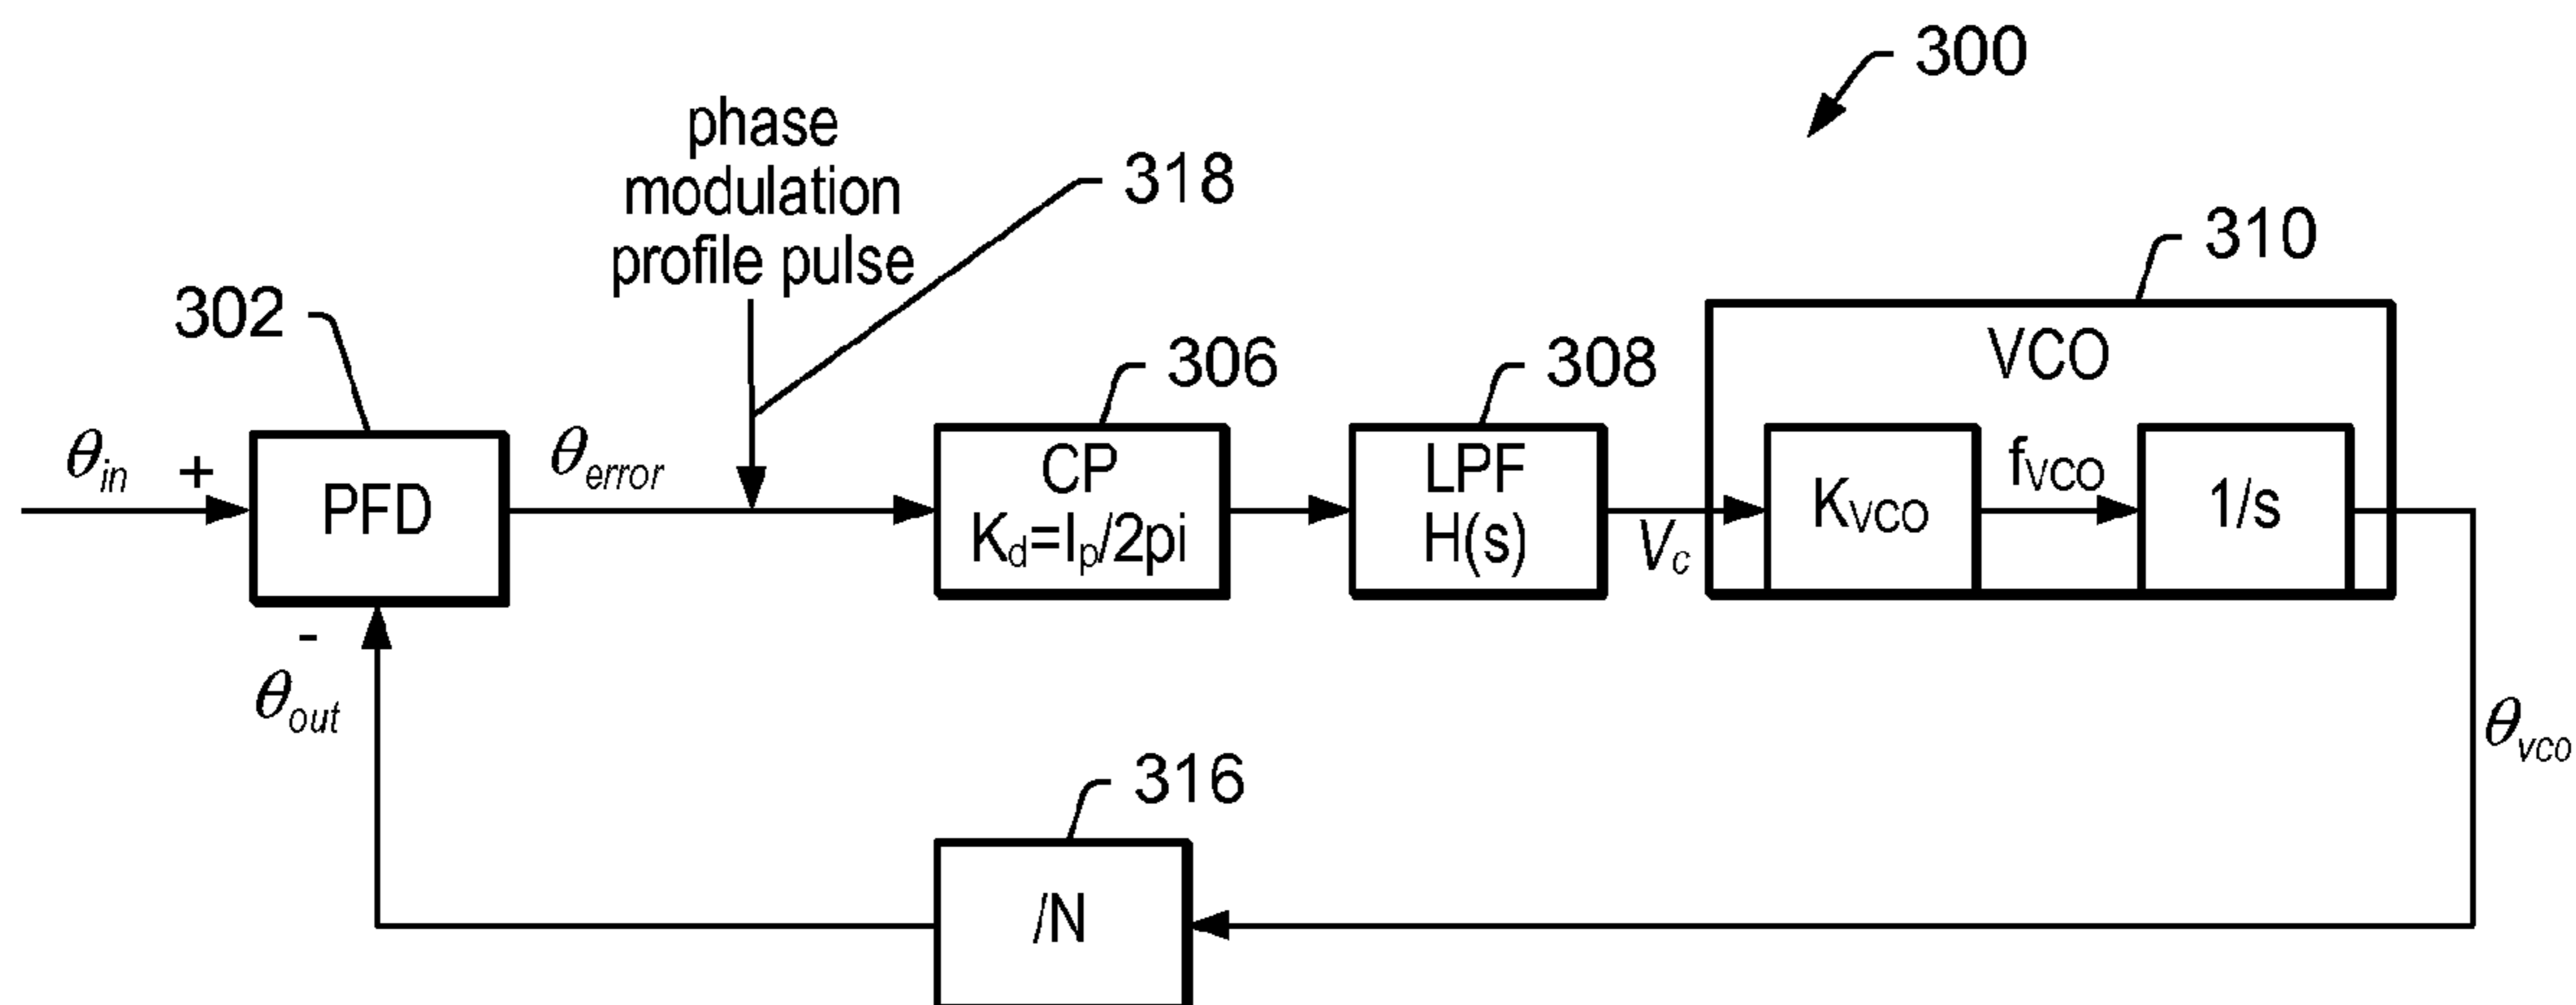 300
phase
modulation
profile pulse
318
310
302
VCO
306
308
θin
+
PFD
θerror
CP
Kd=Ip/2pi
LPF
H(s)
Vc
KVCO
fVCO
1/s
-
θout
θvco
316
/N